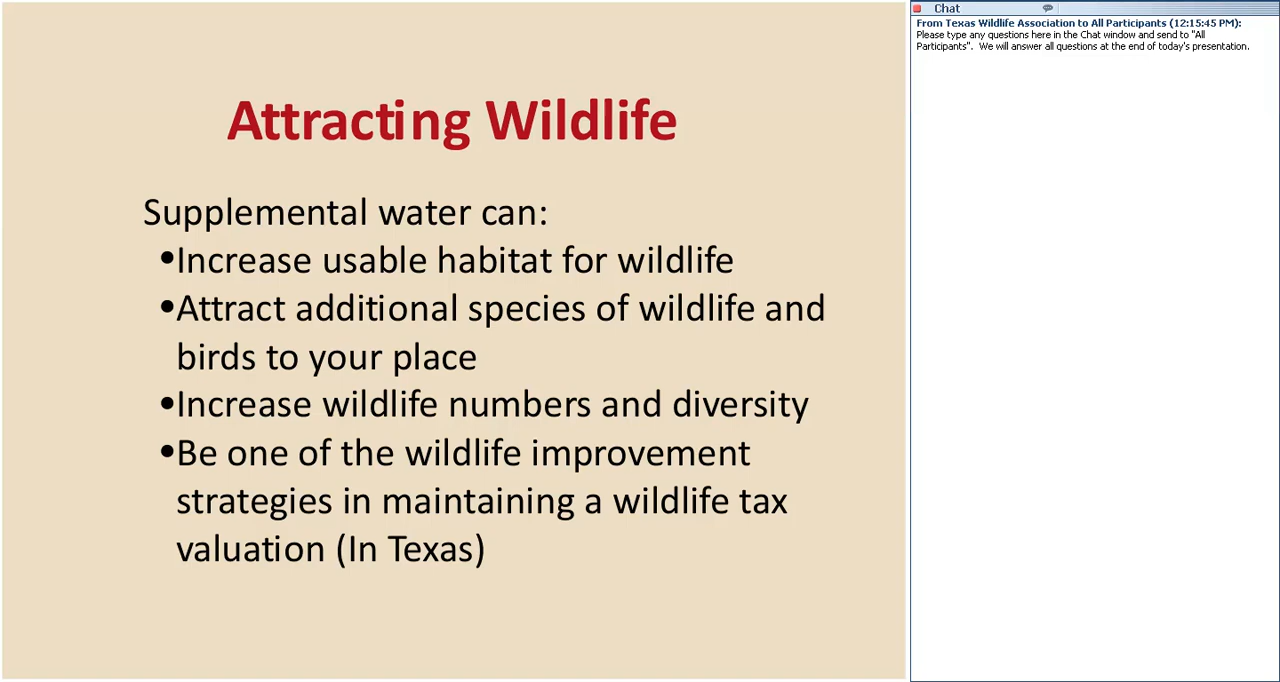 Attracting Wildlife
Supplemental water can:
•Increase usable habitat for wildlife
•Attract additional species of wildlife and
birds to your place
•Increase wildlife numbers and diversity
•Be one of the wildlife improvement
strategies in maintaining a wildlife tax
valuation (In Texas)
Chat
From Texas Wildlife Association to All Participants (12:15:45 PM):
Please type any questions here in the Chat window and send to "All
Participants".  We will answer all questions at the end of today's presentation.